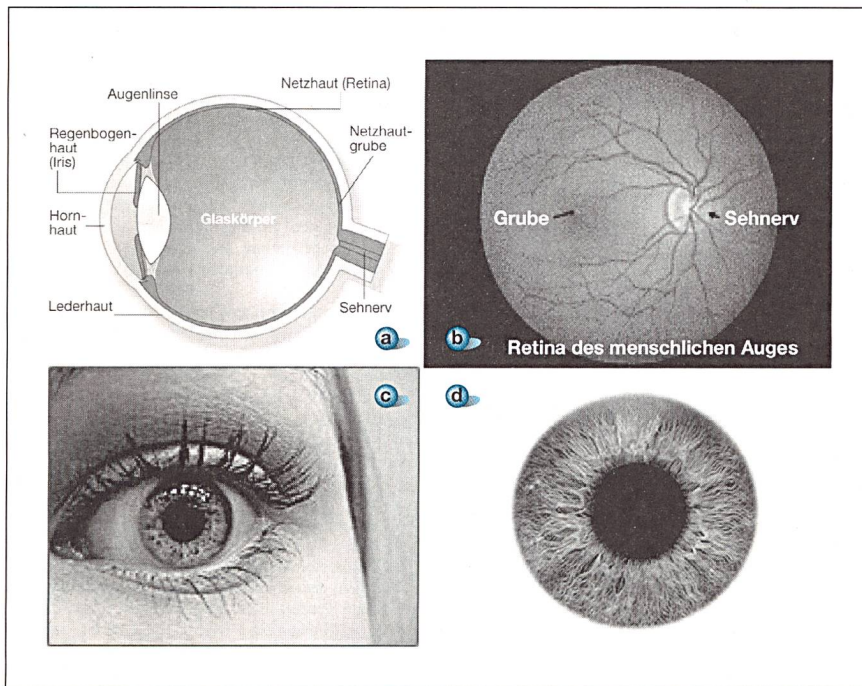 Augenlinse
Netzhaut (Retina)
Regenbogen-
haut
(Iris)
Netzhaut-
grube
Horn-
haut
Glaskörper
Lederhaut
Sehnerv
a
Grube
Sehnerv
b
Retina des menschlichen Auges
c
d